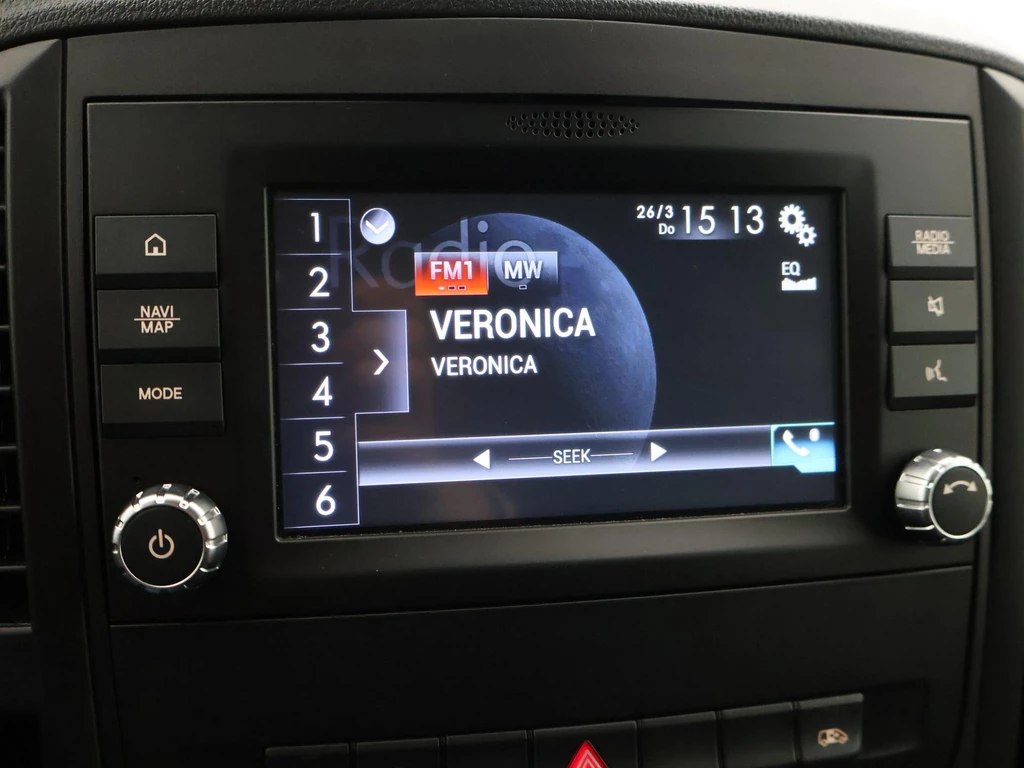 1
2
3
4
5
6
Radio
26/3
Do
15 13
FM1
MW
EQ
VERONICA
VERONICA
SEEK
NAVI
MAP
MODE
RADIO
MEDIA